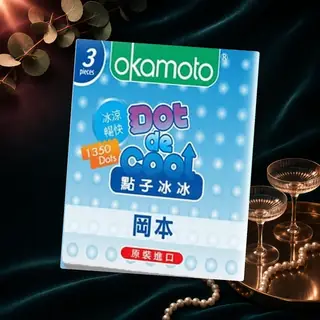 3
pieces
okamoto
®
冰涼
暢快
1350
Dots
Dot
de
cool
點子冰冰
岡本
原裝進口